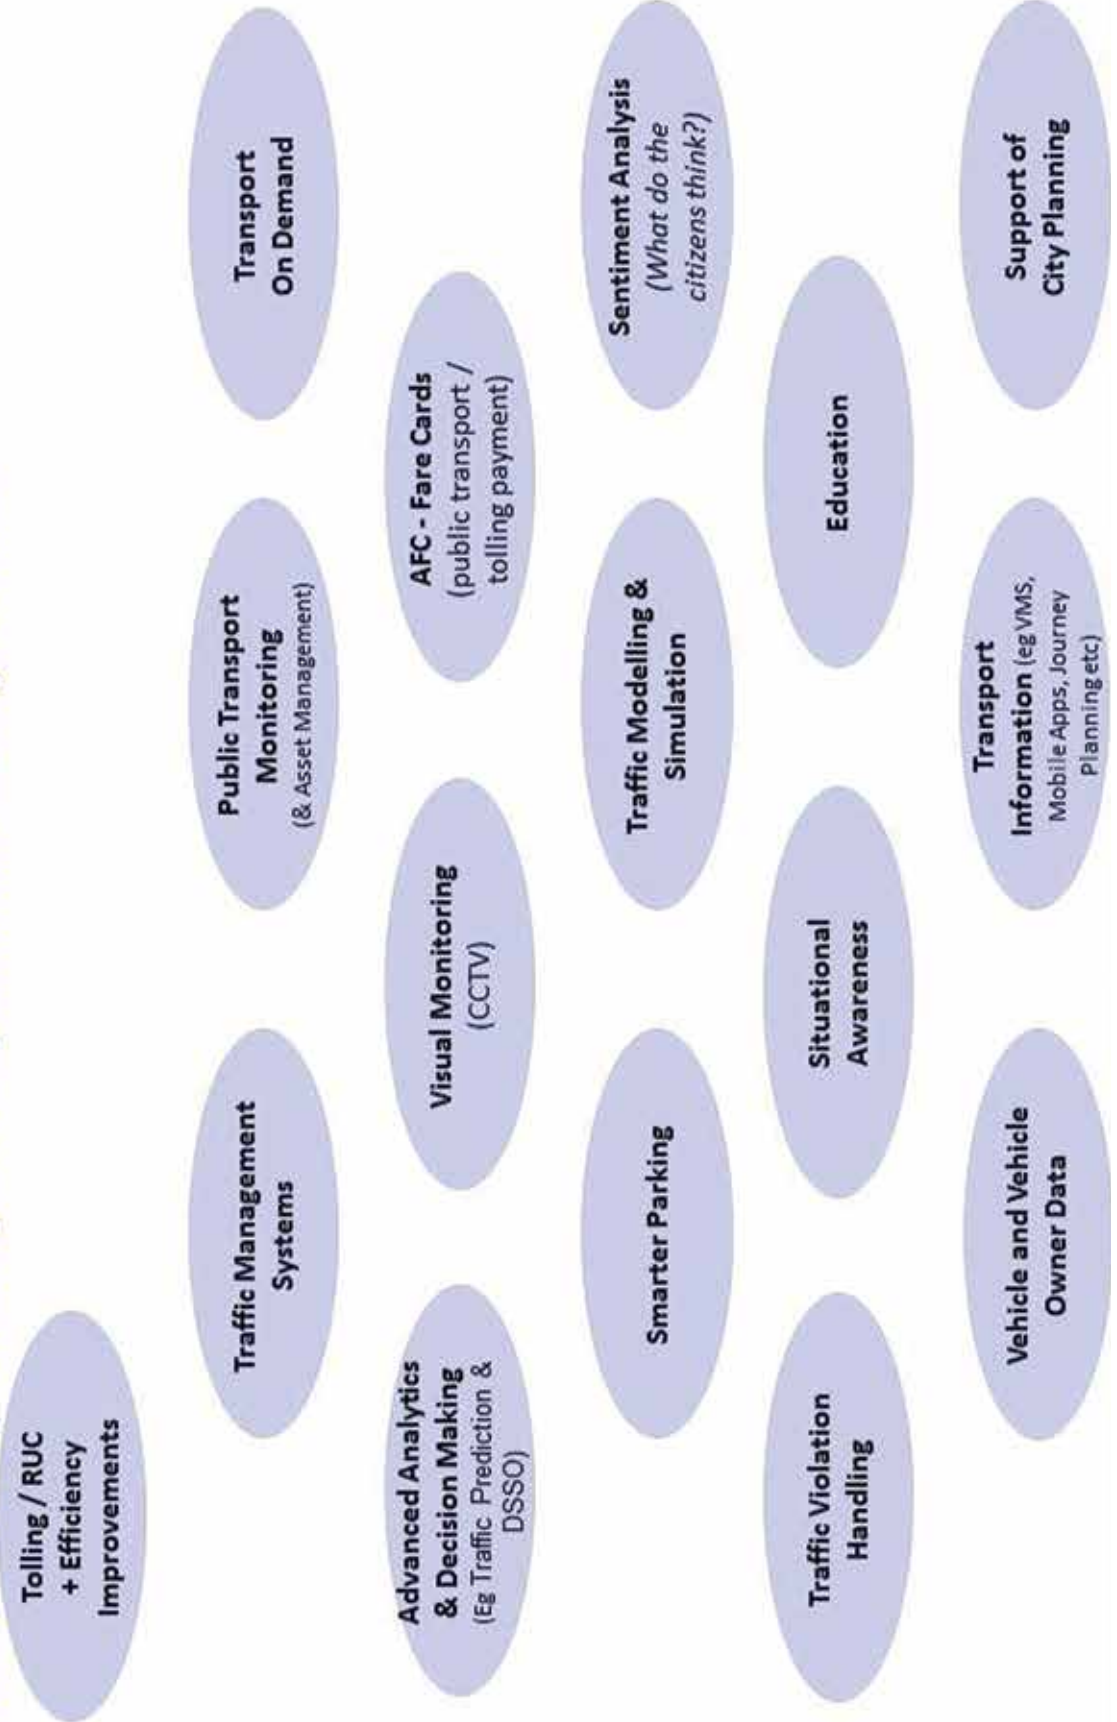 Tolling / RUC
+ Efficiency
Improvements
Traffic Management
Systems
Public Transport
Monitoring
(& Asset Management)
Transport
On Demand
Advanced Analytics
& Decision Making
(Eg Traffic Prediction &
DSSO)
Visual Monitoring
(CCTV)
AFC - Fare Cards
(public transport /
tolling payment)
Smarter Parking
Traffic Modelling &
Simulation
Sentiment Analysis
(What do the
citizens think?)
Traffic Violation
Handling
Situational
Awareness
Education
Vehicle and Vehicle
Owner Data
Transport
Information (eg VMS,
Mobile Apps, Journey
Planning etc)
Support of
City Planning